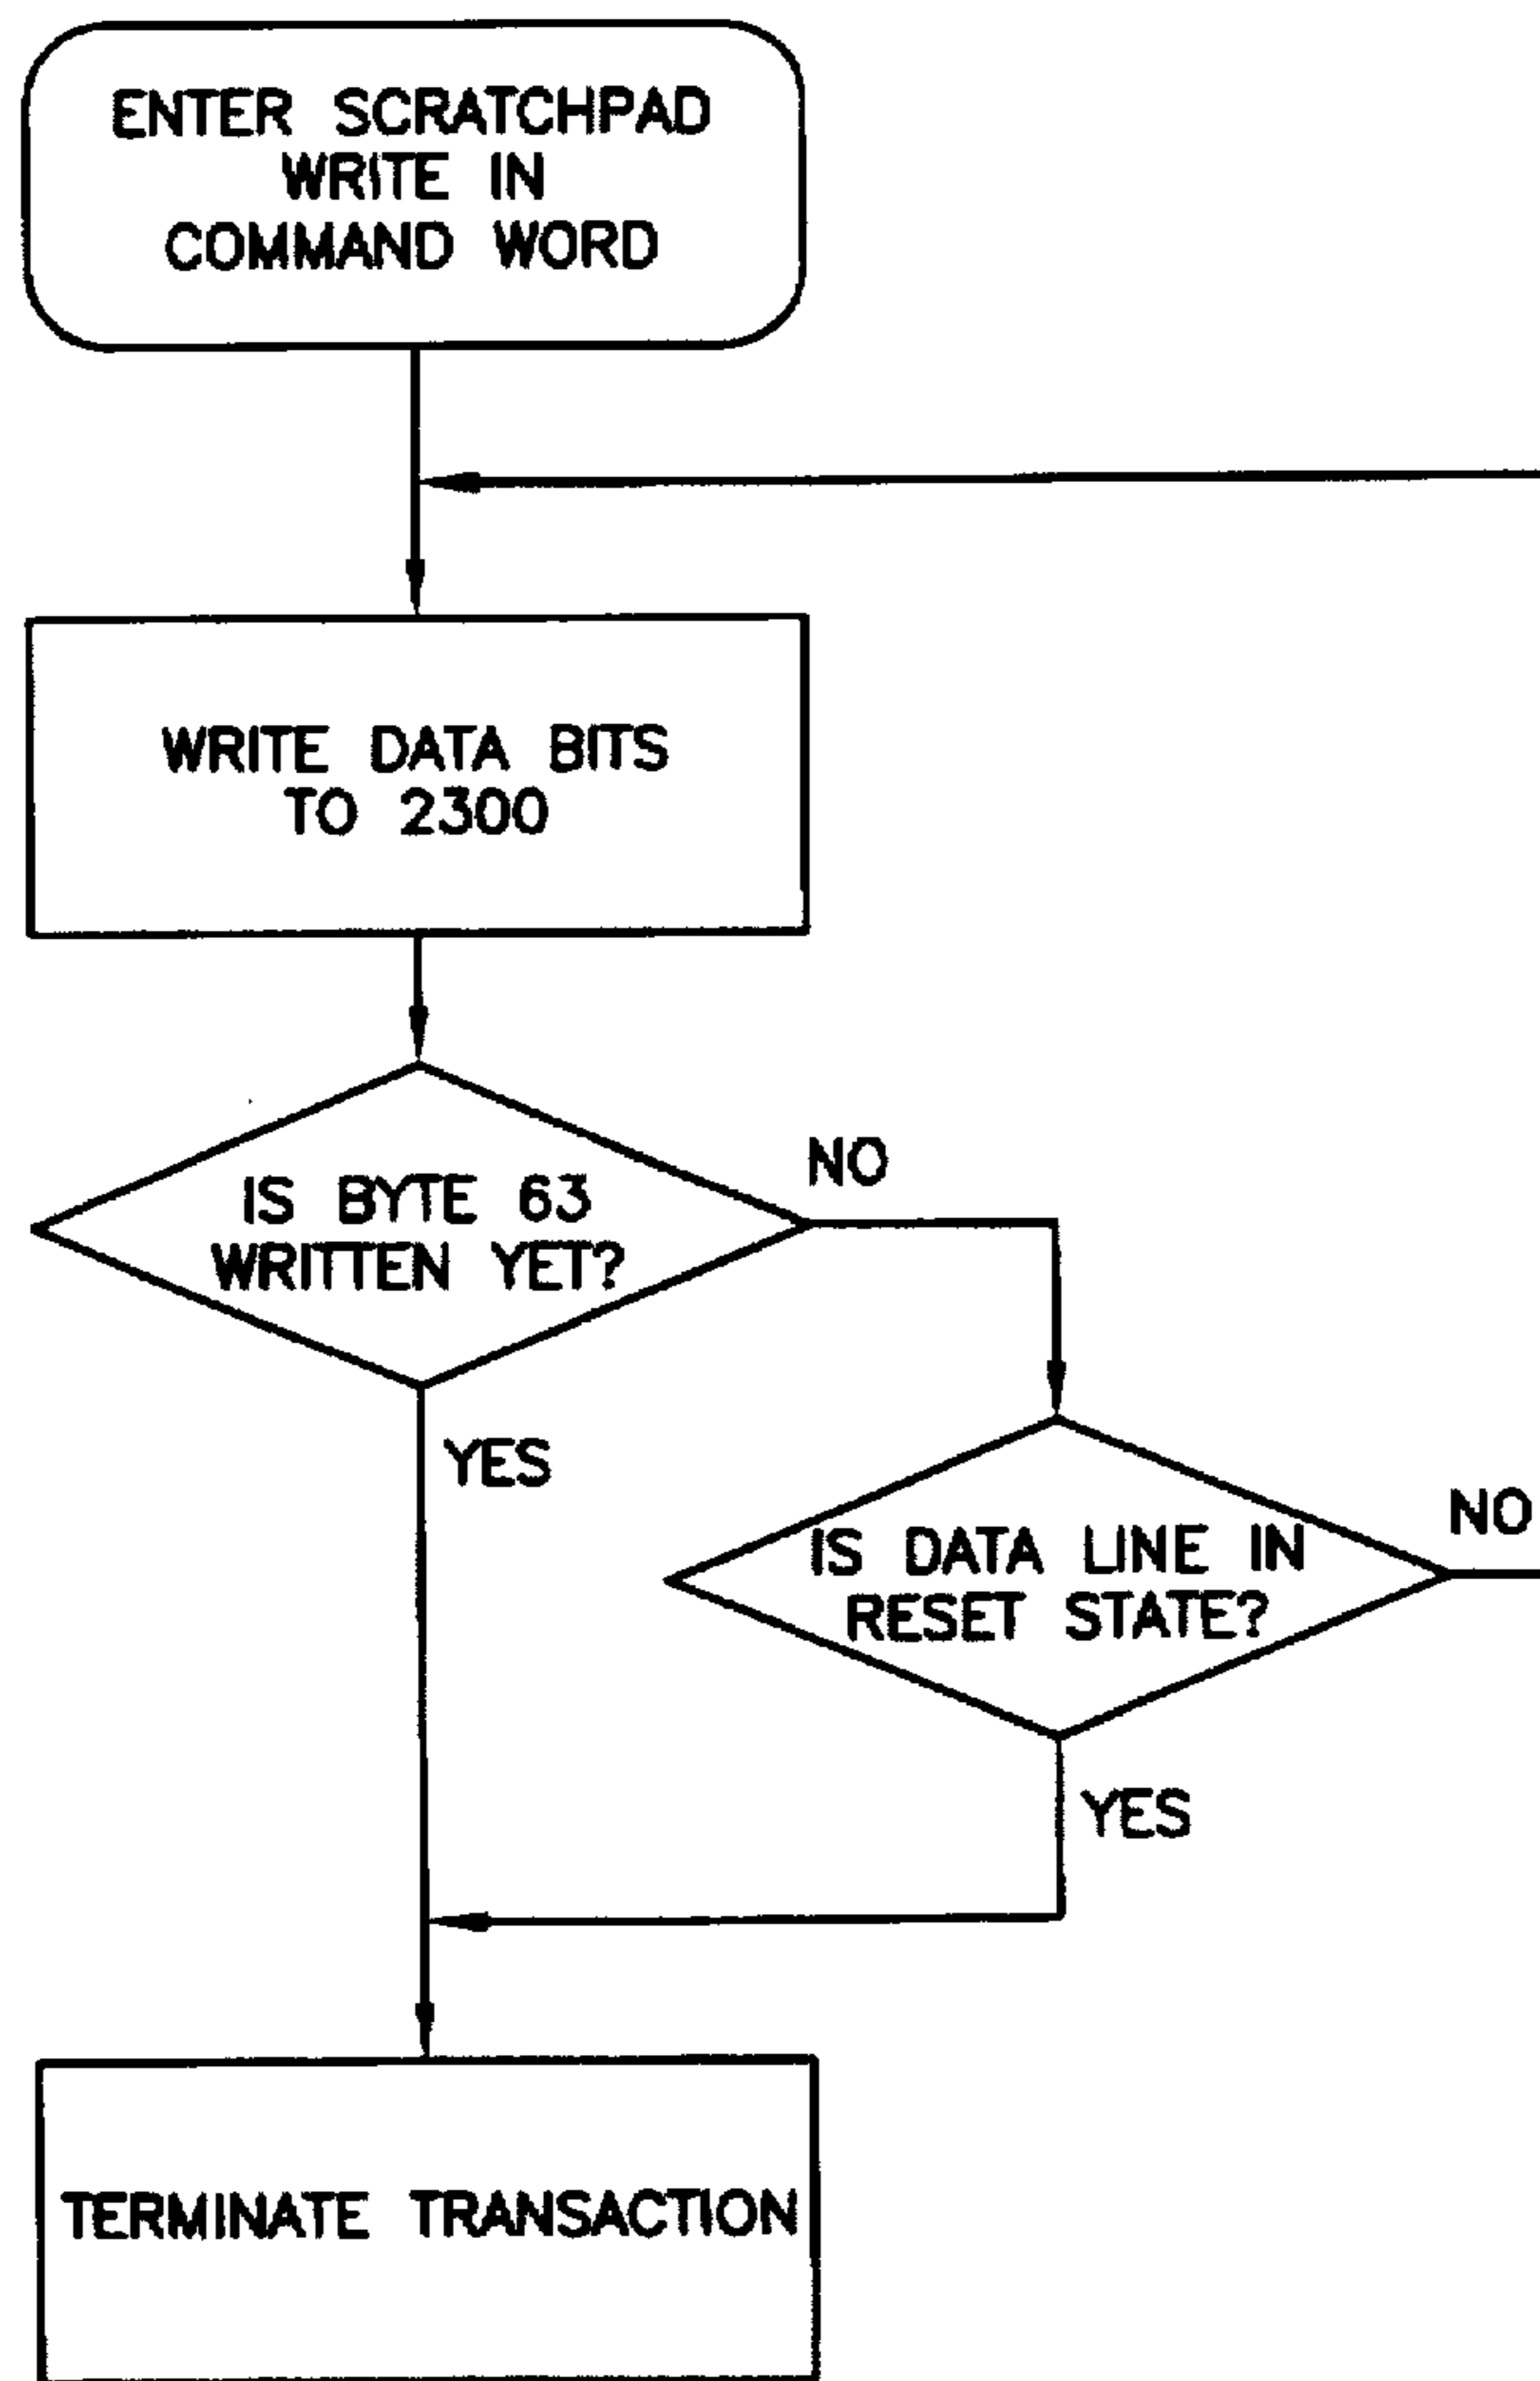 ENTER SCRATCHPAD
WRITE IN
COMMAND WORD
WRITE DATA BITS
TO 2300
IS BYTE 63
WRITTEN YET?
NO
YES
IS DATA LINE IN
RESET STATE?
NO
YES
TERMINATE TRANSACTION